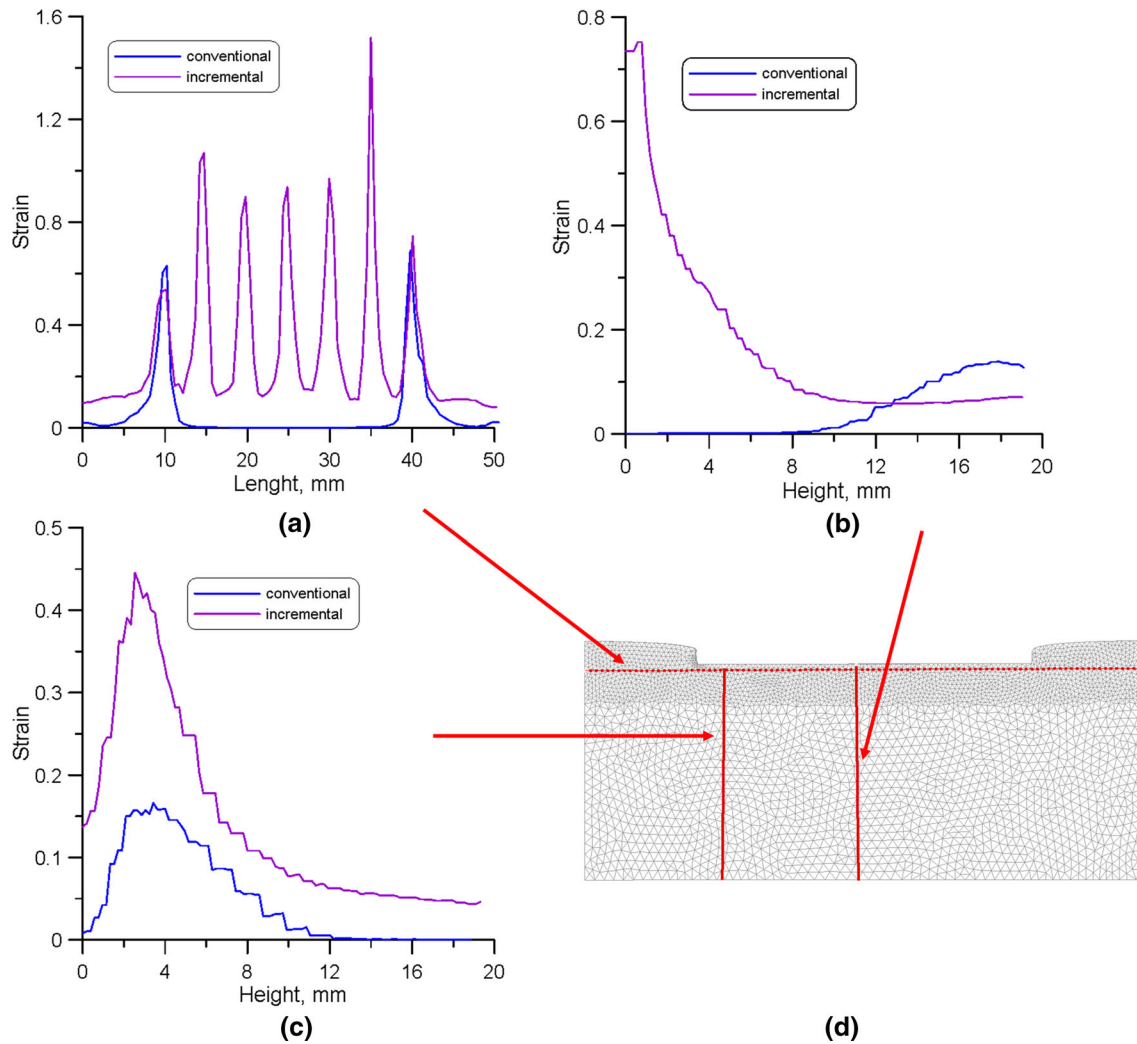 1.6
1.2
0.8
0.4
0
Strain
conventional
incremental
0 10 20 30 40 50
Lenght, mm
(a)
0.8
0.6
0.4
0.2
0
Strain
conventional
incremental
0 4 8 12 16 20
Height, mm
(b)
0.5
0.4
0.3
0.2
0.1
0
Strain
conventional
incremental
0 4 8 12 16 20
Height, mm
(c)
(d)